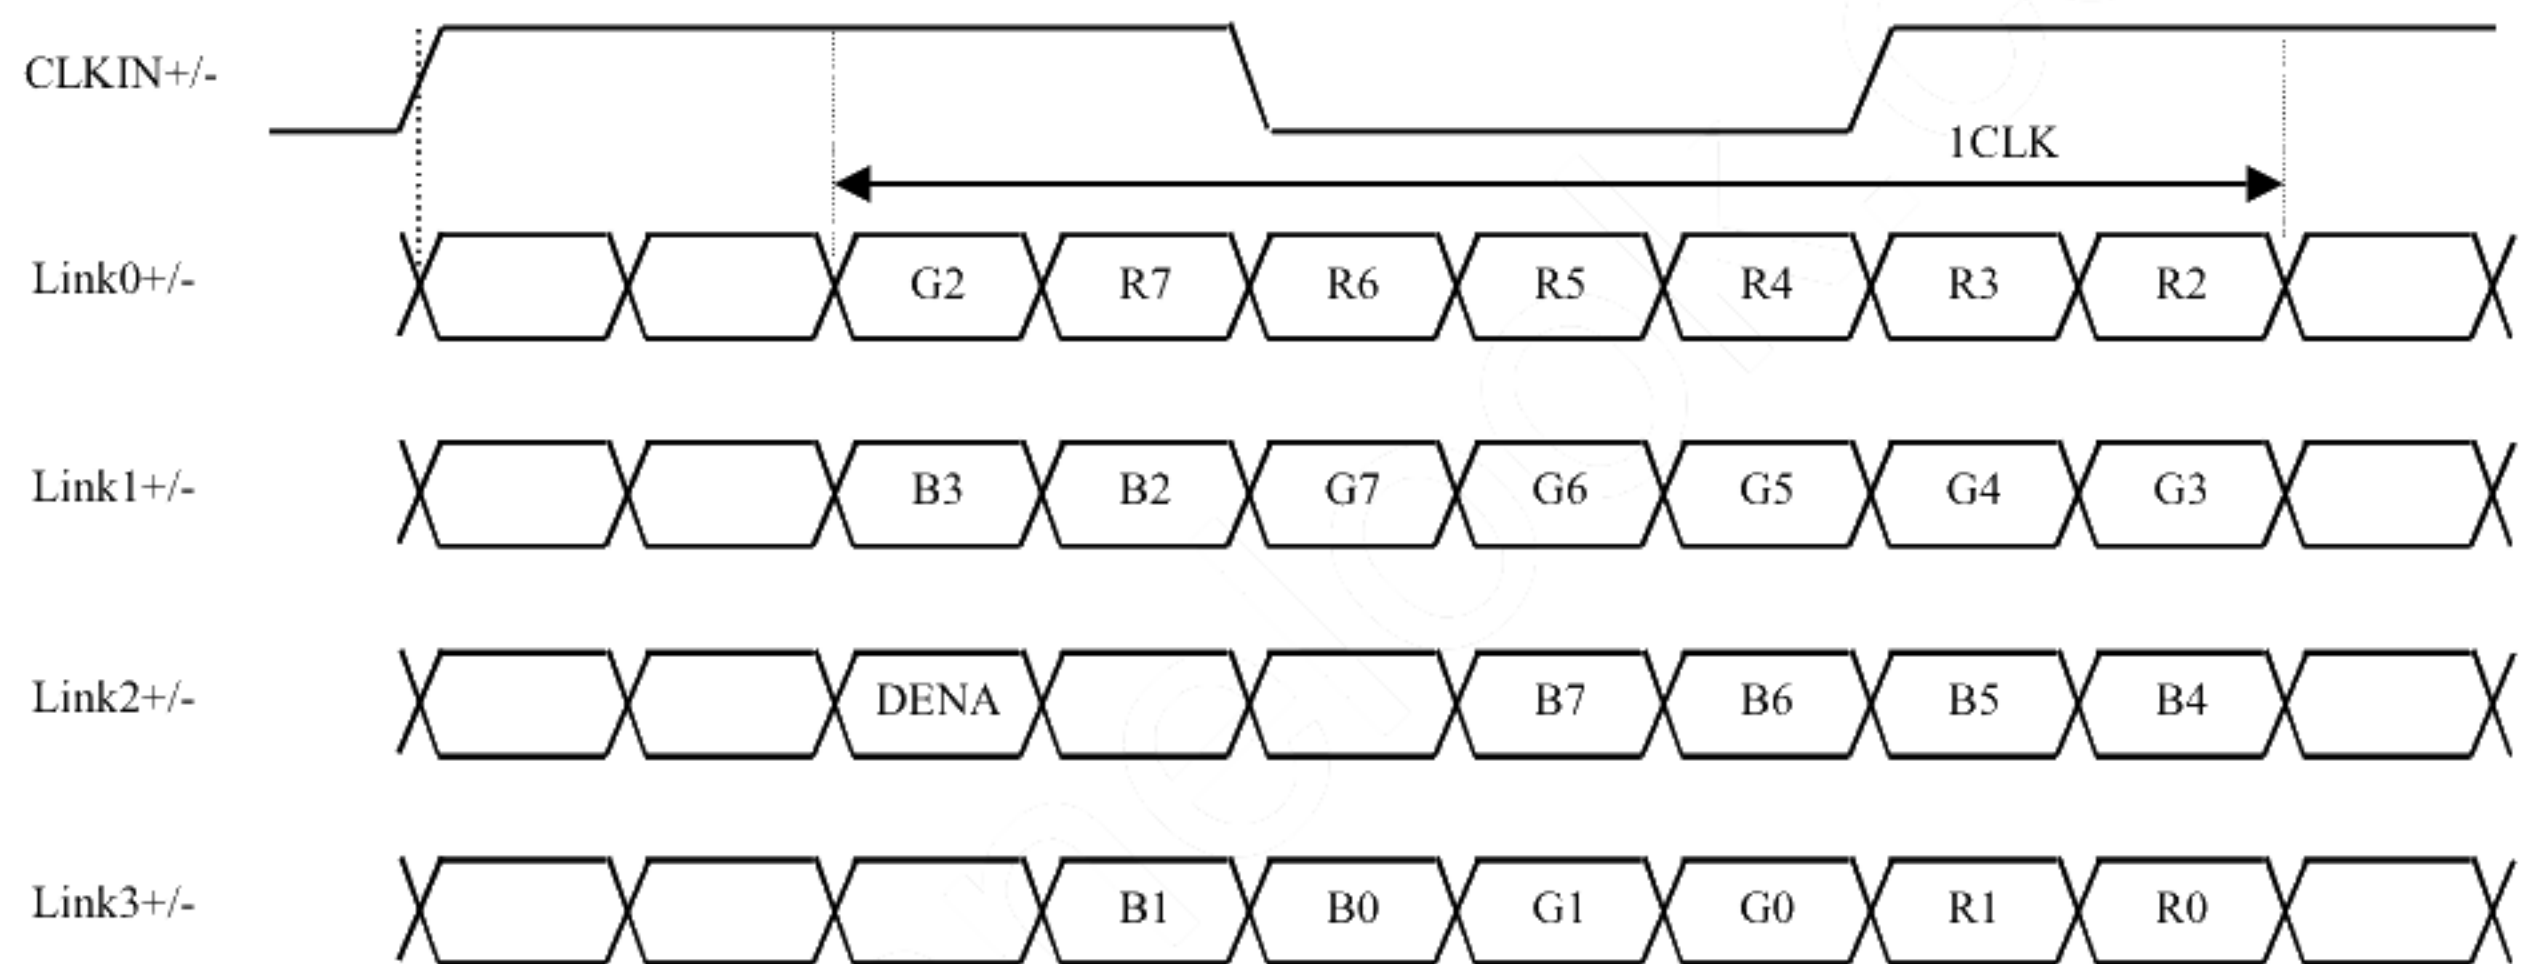 CLKIN+/-
1CLK
Link0+/- G2 R7 R6 R5 R4 R3 R2
Link1+/- B3 B2 G7 G6 G5 G4 G3
Link2+/- DENA B7 B6 B5 B4
Link3+/- B1 B0 G1 G0 R1 R0